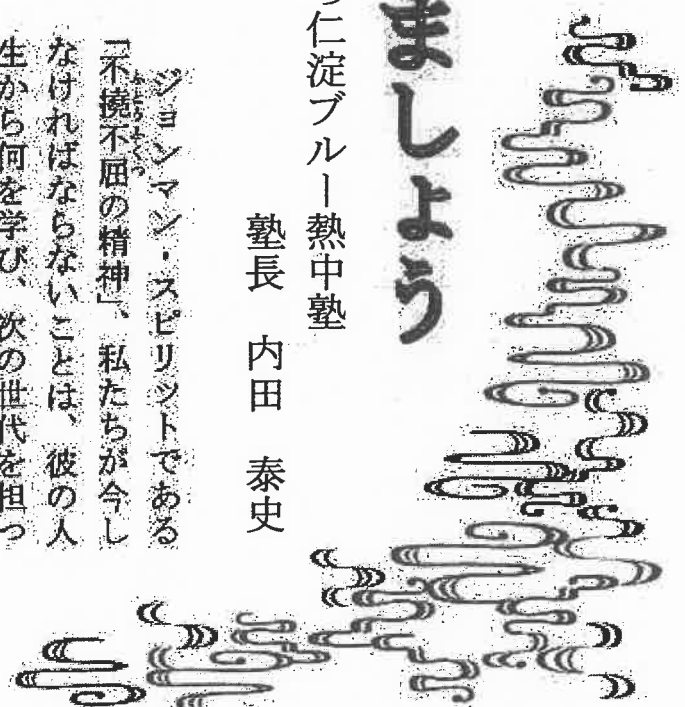 ましょう
仁淀ブルー熱中塾
塾長 内田 泰史
ジョンマン・スピリットである
「不撓不屈の精神」、私たちが今し
なければならないことは、彼の人
生から何を学び、次の世代を担っ